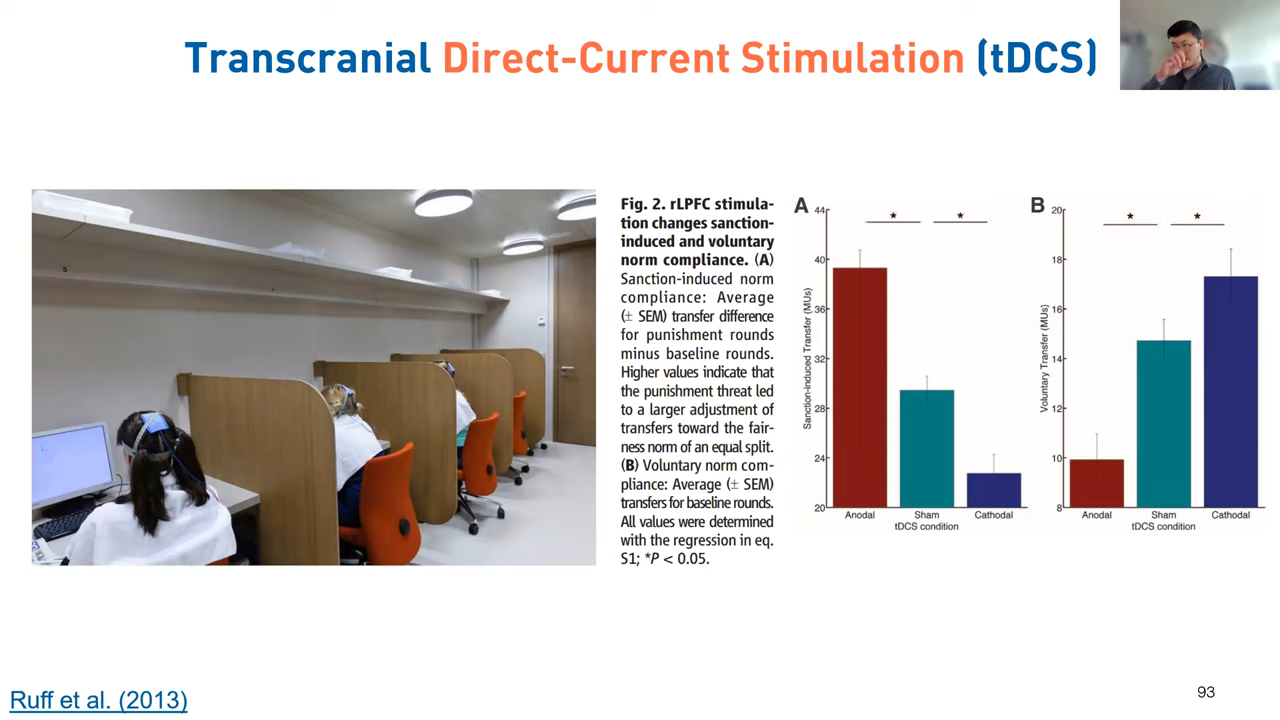 Transcranial Direct-Current Stimulation (tDCS)
Fig. 2. rLPFC stimula-
tion changes sanction-
induced and voluntary
norm compliance. (A)
Sanction-induced norm
compliance: Average
(± SEM) transfer difference
for punishment rounds
minus baseline rounds.
Higher values indicate that
the punishment threat led
to a larger adjustment of
transfers toward the fair-
ness norm of an equal split.
(B) Voluntary norm com-
pliance: Average (± SEM)
transfers for baseline rounds.
All values were determined
with the regression in eq.
S1; *P < 0.05.
A
Sanction-induced Transfer (MUs)
44
40
36
32
28
24
20
* *
Anodal Sham Cathodal
tDCS condition
B
Voluntary Transfer (MUs)
20
18
16
14
12
10
8
* *
Anodal Sham Cathodal
tDCS condition
Ruff et al. (2013)
93